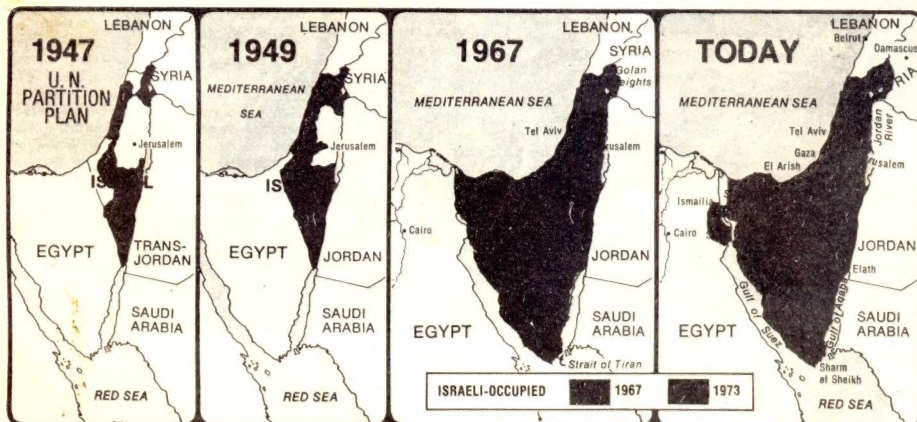 1947
U. N.
PARTITION
PLAN
LEBANON
SYRIA
Jerusalem
EGYPT
TRANS-
JORDAN
SAUDI
ARABIA
RED SEA
1949
LEBANON
MEDITERRANEAN
SEA
SYRIA
Jerusalem
EGYPT
JORDAN
SAUDI
ARABIA
RED SEA
1967
LEBANON
SYRIA
Golan
Heights
MEDITERRANEAN SEA
Tel Aviv
Cairo
JORDAN
EGYPT
SAUDI
ARABIA
Strait of Tiran
ISRAELI-OCCUPIED
1967
1973
TODAY
LEBANON
Beirut
Damascus
MEDITERRANEAN SEA
Jordan
River
Tel Aviv
Gaza
El Arish
Ismailia
Cairo
JORDAN
Elath
EGYPT
Gulf of Suez
Gulf of Aqaba
SAUDI
ARABIA
Sharm
el Sheikh
RED SEA